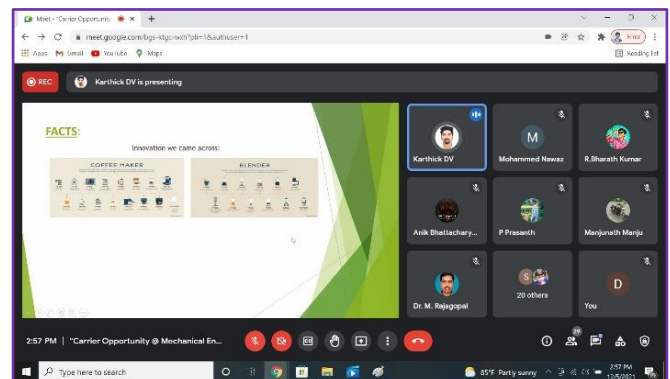 Meet - "Carrier Opportunity
meet.google.com/bgs-ktgc-wxh?pli=1&authuser=1
Error
Apps
Gmail
YouTube
Maps
Reading list
REC
Karthick DV is presenting
FACTS:
Innovation we came across:
COFFEE MAKER
BLENDER
Karthick DV
M
Mohammed Nawaz
R.Bharath Kumar
Anik Bhattachary...
P Prasanth
Manjunath Manju
Dr. M. Rajagopal
S
20 others
D
You
2:57 PM | "Carrier Opportunity @ Mechanical En...
29
Type here to search
85°F Partly sunny
2:57 PM
12/5/2021